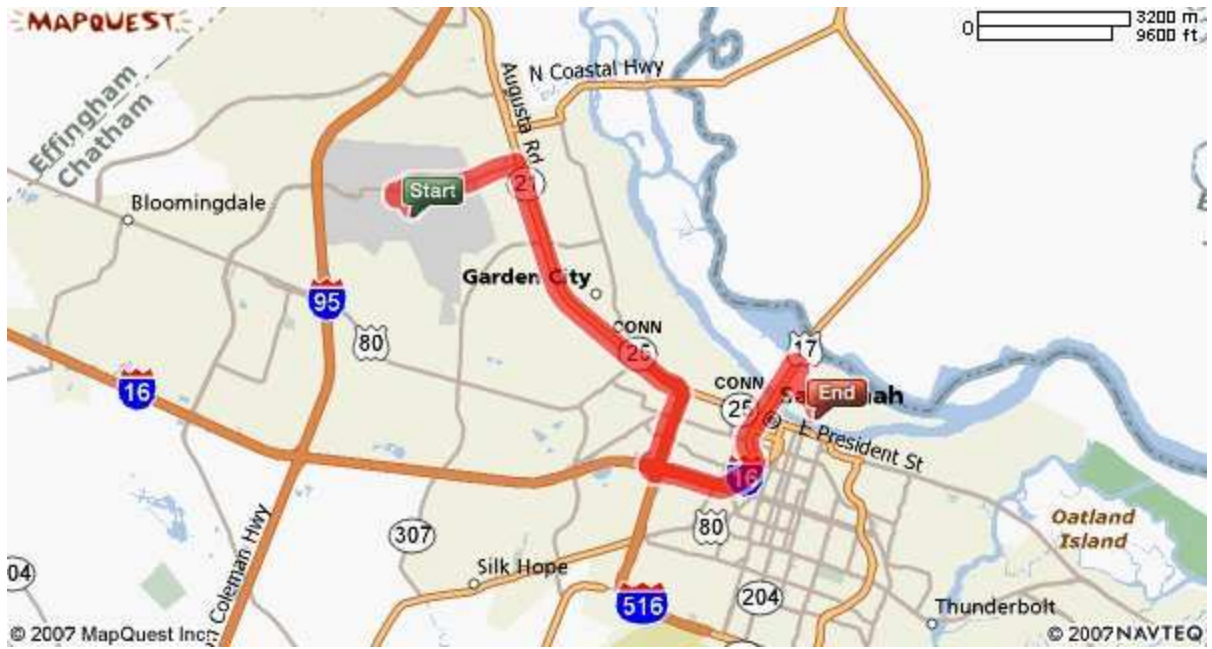 MAPQUEST
0
3200 m
9600 ft
N Coastal Hwy
Augusta Rd
Effingham
Chatham
21
Start
Bloomingdale
Garden City
95
80
CONN
25
17
16
CONN
25
End
E President St
16
307
80
Oatland
Island
Silk Hope
04
Coleman Hwy
516
204
Thunderbolt
© 2007 MapQuest Inc.
© 2007 NAVTEQ